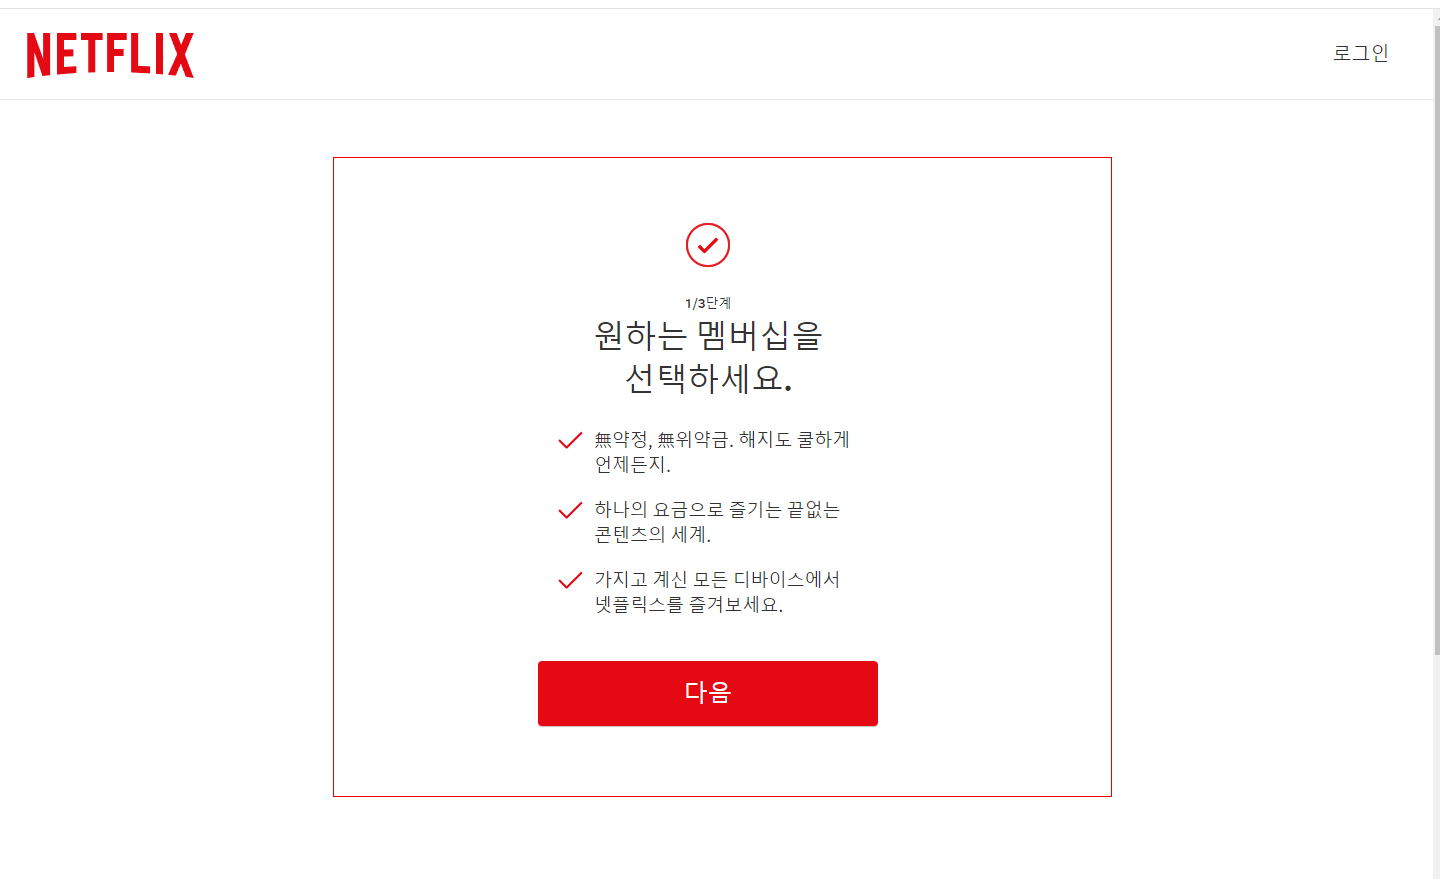 NETFLIX
로그인
1/3단계
원하는 멤버십을
선택하세요.
無약정, 無위약금. 해지도 쿨하게
언제든지.
하나의 요금으로 즐기는 끝없는
콘텐츠의 세계.
가지고 계신 모든 디바이스에서
넷플릭스를 즐겨보세요.
다음